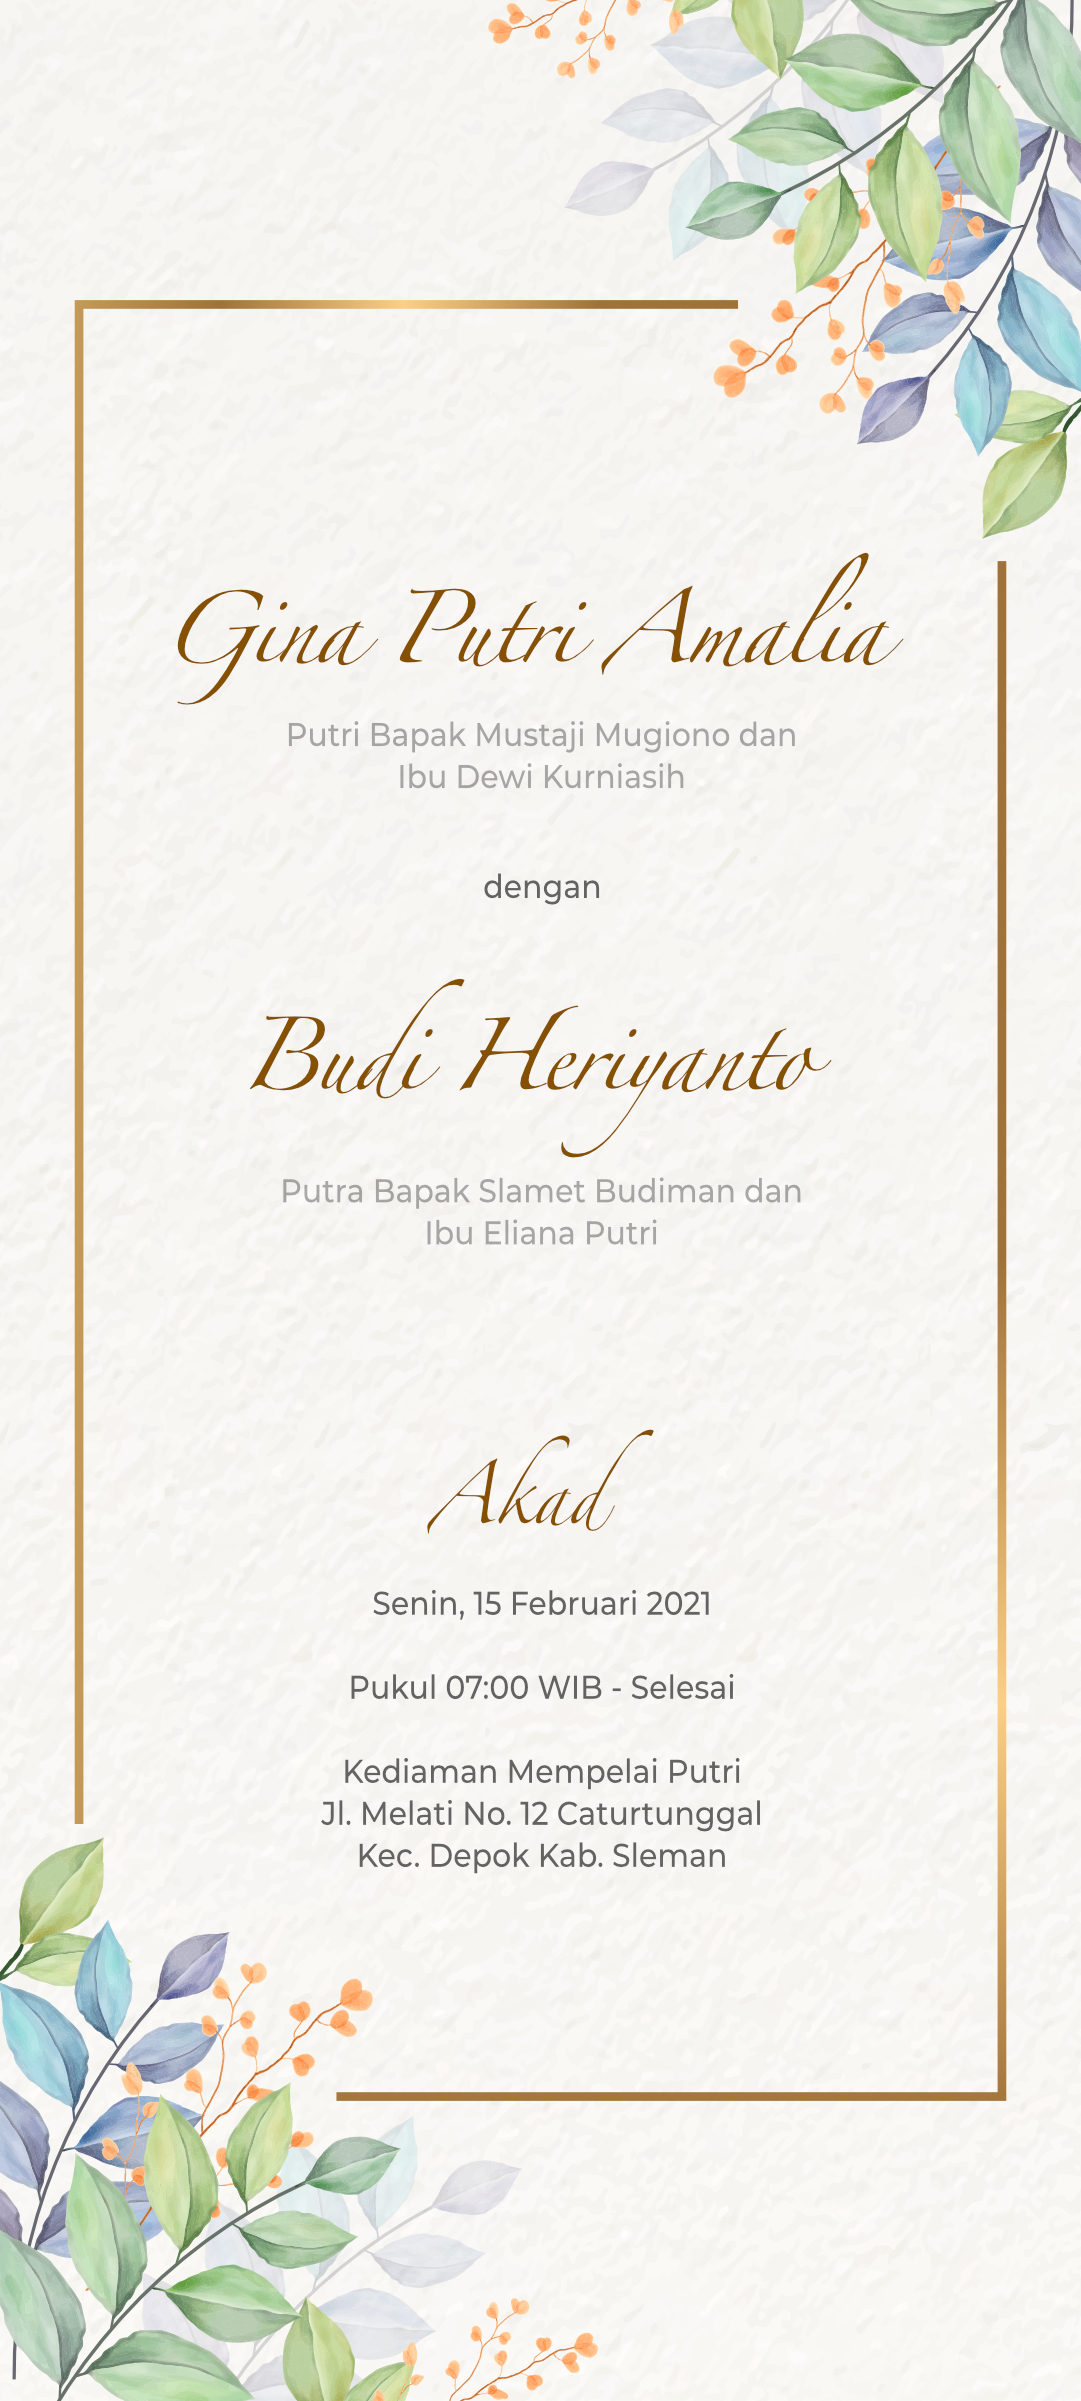 Gina Putri Amalia
Putri Bapak Mustaji Mugiono dan
Ibu Dewi Kurniasih
dengan
Budi Heriyanto
Putra Bapak Slamet Budiman dan
Ibu Eliana Putri
Akad
Senin, 15 Februari 2021
Pukul 07:00 WIB - Selesai
Kediaman Mempelai Putri
Jl. Melati No. 12 Caturtunggal
Kec. Depok Kab. Sleman